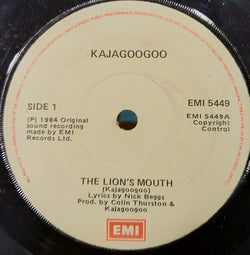 KAJAGOOGOO
SIDE 1
EMI 5449
(P) 1984 Original
sound recording
made by EMI
Records Ltd.
EMI 5449A
Copyright
Control
THE LION'S MOUTH
(Kajagoogoo)
Lyrics by Nick Beggs
Prod. by Colin Thurston &
Kajagoogoo
EMI